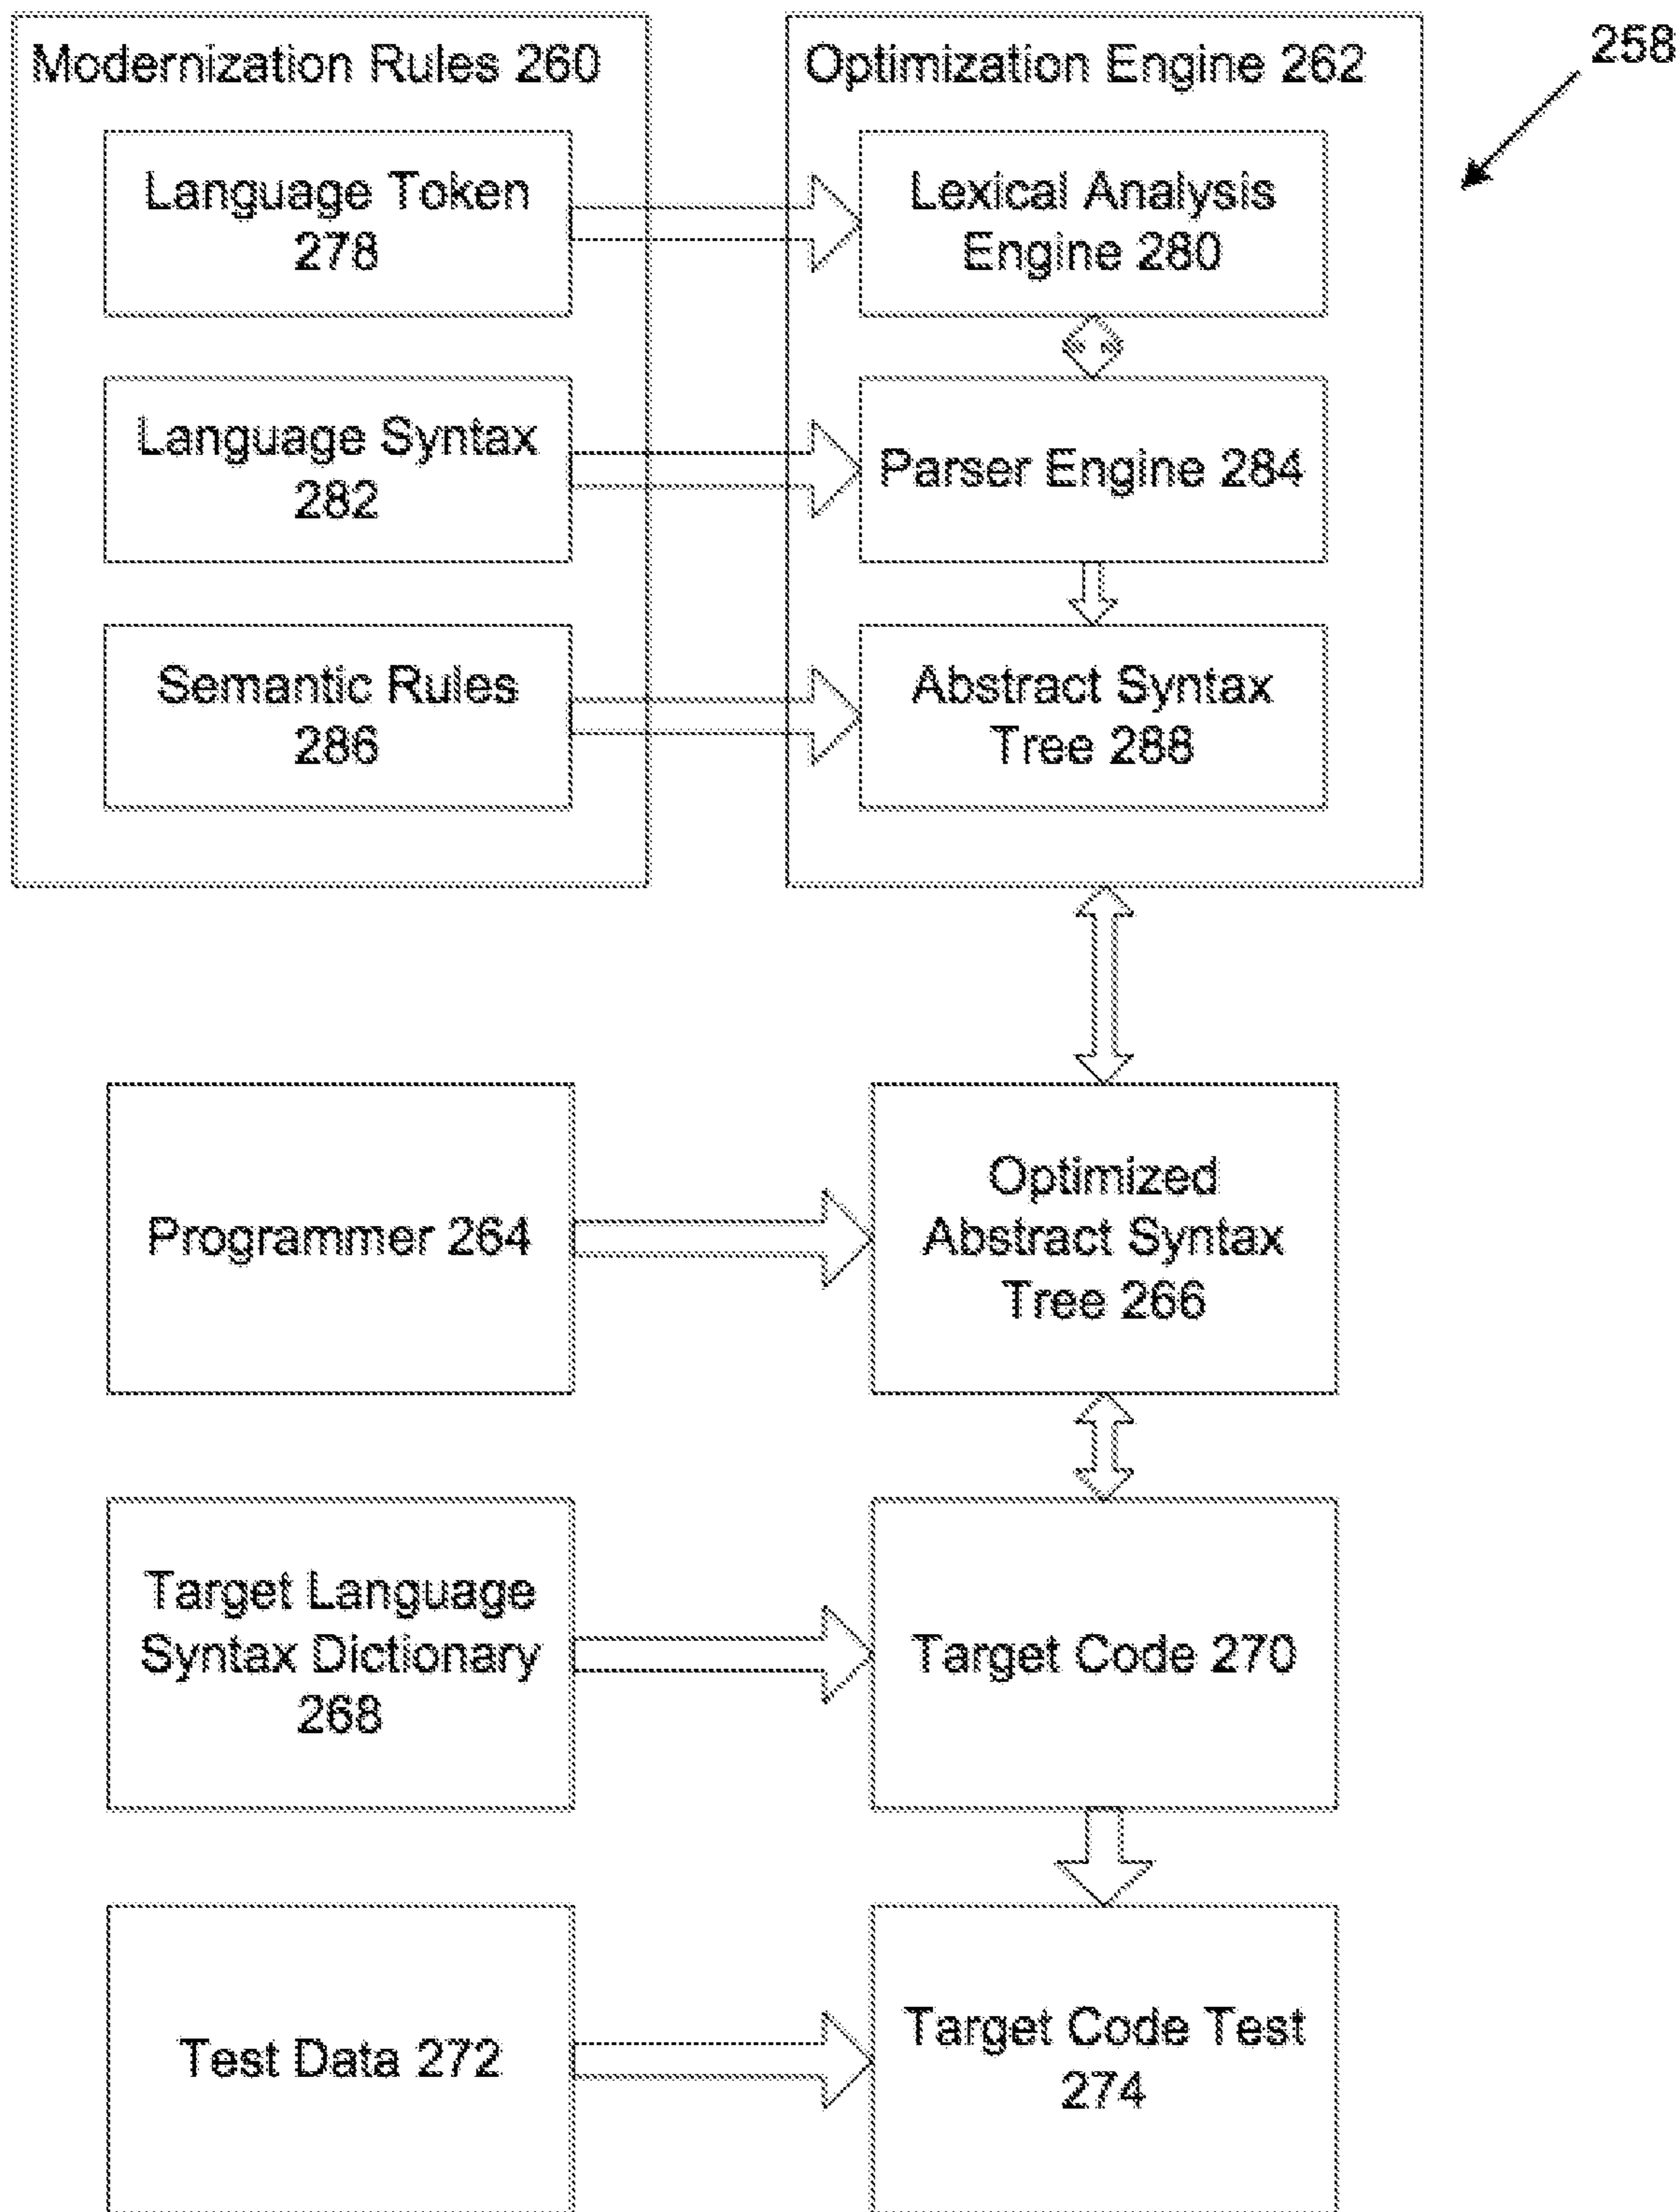 258
Modernization Rules 260
Optimization Engine 262
Language Token
278
Lexical Analysis
Engine 280
Language Syntax
282
Parser Engine 284
Semantic Rules
286
Abstract Syntax
Tree 288
Programmer 264
Optimized
Abstract Syntax
Tree 266
Target Language
Syntax Dictionary
268
Target Code 270
Test Data 272
Target Code Test
274